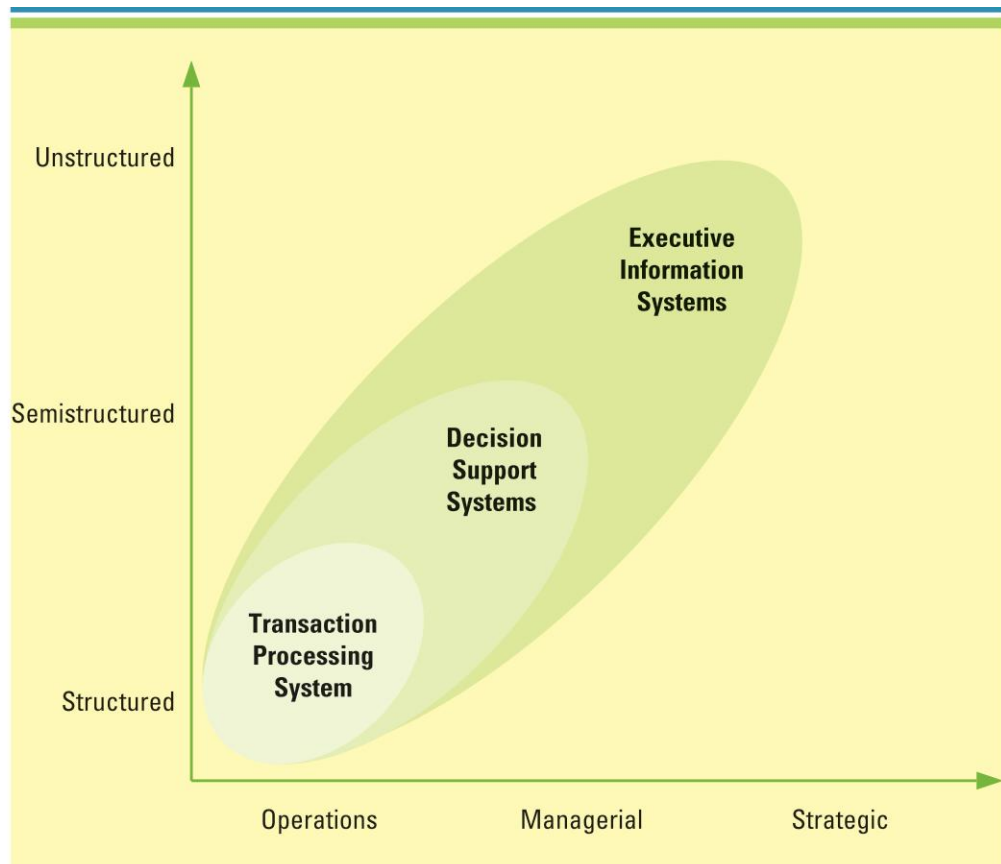 Unstructured
Executive
Information
Systems
Semistructured
Decision
Support
Systems
Transaction
Processing
System
Structured
Operations
Managerial
Strategic